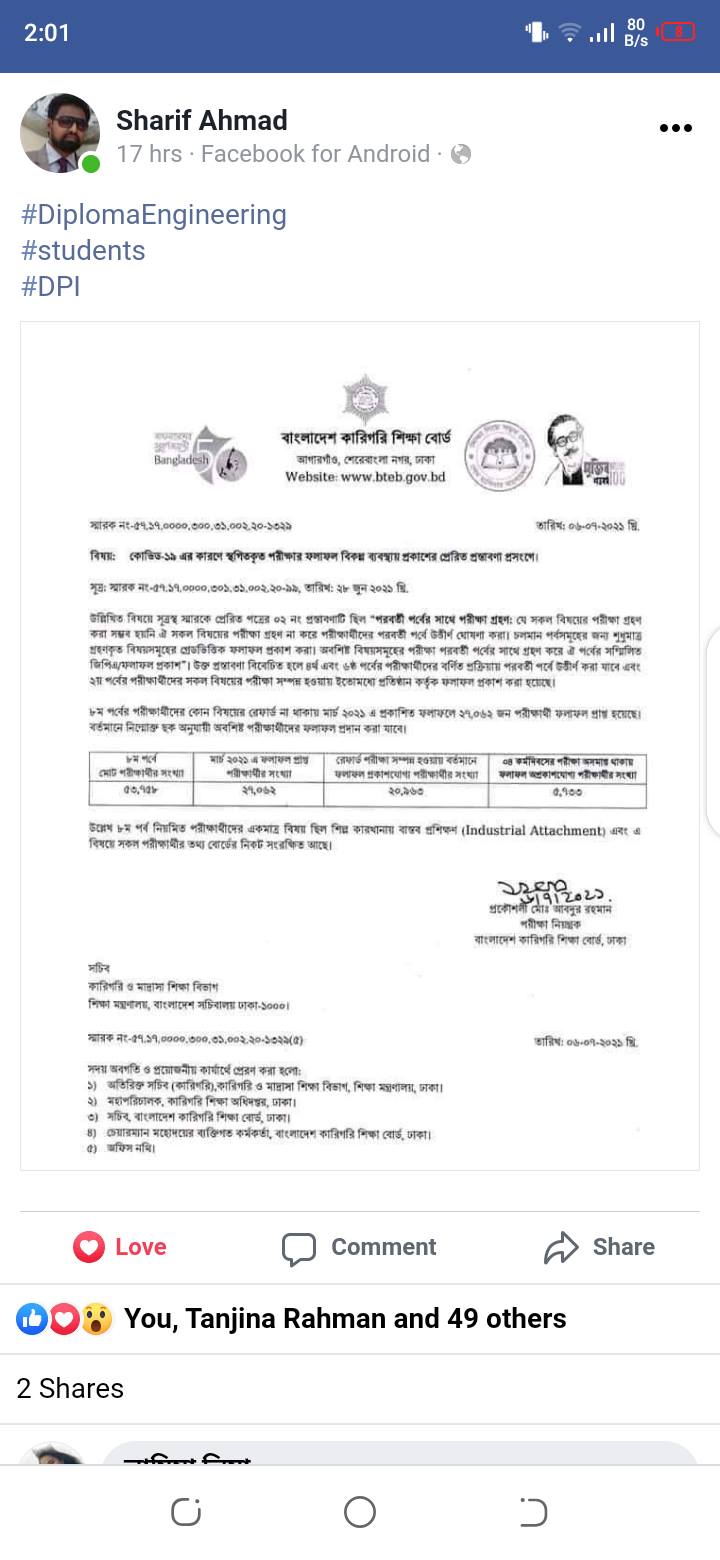 2:01
80
B/s
8
Sharif Ahmad
17 hrs · Facebook for Android ·
#DiplomaEngineering
#students
#DPI
বাংলাদেশ কারিগরি শিক্ষা বোর্ড
আগারগাঁও, শেরেবাংলা নগর, ঢাকা
Website: www.bteb.gov.bd
Bangladesh
মুজিব
100
স্মারক নং-৫৭.১৭.০০০০.৩০০.৩১.০০২.২০-১৩২৯
তারিখ: ০৬-০৭-২০২১ খ্রি.
বিষয়: কোভিড-১৯ এর কারণে স্থগিতকৃত পরীক্ষার ফলাফল বিকল্প ব্যবস্থায় প্রকাশের প্রেরিত প্রস্তাবণা প্রসংগে।
সূত্র: স্মারক নং-৫৭.১৭.০০০০.৩০১.৩১.০০২.২০-৯৯, তারিখ: ২৮ জুন ২০২১ খ্রি.
উল্লিখিত বিষয়ে সূত্রস্থ স্মারকে প্রেরিত পত্রের ০২ নং প্রস্তাবণাটি ছিল "পরবর্তী পর্বের সাথে পরীক্ষা গ্রহণ: যে সকল বিষয়ের পরীক্ষা গ্রহণ
করা সম্ভব হয়নি ঐ সকল বিষয়ের পরীক্ষা গ্রহণ না করে পরীক্ষার্থীদের পরবর্তী পর্বে উত্তীর্ণ ঘোষণা করা। চলমান পর্বসমূহের জন্য শুধুমাত্র
গ্রহণকৃত বিষয়সমূহের গ্রেডভিত্তিক ফলাফল প্রকাশ করা। অবশিষ্ট বিষয়সমূহের পরীক্ষা পরবর্তী পর্বের সাথে গ্রহণ করে ঐ পর্বের সম্মিলিত
জিপিএ/ফলাফল প্রকাশ"। উক্ত প্রস্তাবণা বিবেচিত হলে ৪র্থ এবং ৬ষ্ঠ পর্বের পরীক্ষার্থীদের বর্ণিত প্রক্রিয়ায় পরবর্তী পর্বে উত্তীর্ণ করা যাবে এবং
২য় পর্বের পরীক্ষার্থীদের সকল বিষয়ের পরীক্ষা সম্পন্ন হওয়ায় ইতোমধ্যে প্রতিষ্ঠান কর্তৃক ফলাফল প্রকাশ করা হয়েছে।
৮ম পর্বের পরীক্ষার্থীদের কোন বিষয়ের রেফার্ড না থাকায় মার্চ ২০২১ এ প্রকাশিত ফলাফলে ২৭,০৬২ জন পরীক্ষার্থী ফলাফল প্রাপ্ত হয়েছে।
বর্তমানে নিম্নোক্ত ছক অনুযায়ী অবশিষ্ট পরীক্ষার্থীদের ফলাফল প্রদান করা যাবে।
৮ম পর্বে
মোট পরীক্ষার্থীর সংখ্যা
মার্চ ২০২১ এ ফলাফল প্রাপ্ত
পরীক্ষার্থীর সংখ্যা
রেফার্ড পরীক্ষা সম্পন্ন হওয়ায় বর্তমানে
ফলাফল প্রকাশযোগ্য পরীক্ষার্থীর সংখ্যা
০৪ কর্মদিবসের পরীক্ষা অসমাপ্ত থাকায়
ফলাফল অপ্রকাশযোগ্য পরীক্ষার্থীর সংখ্যা
৫৩,৭৫৮
২৭,০৬২
২০,৯৬৩
৫,৭৩৩
উল্লেখ ৮ম পর্ব নিয়মিত পরীক্ষার্থীদের একমাত্র বিষয় ছিল শিল্প কারখানায় বাস্তব প্রশিক্ষণ (Industrial Attachment) এবং এ
বিষয়ে সকল পরীক্ষার্থীর তথ্য বোর্ডের নিকট সংরক্ষিত আছে।
প্রকৌশলী মোঃ আবদুর রহমান
পরীক্ষা নিয়ন্ত্রক
বাংলাদেশ কারিগরি শিক্ষা বোর্ড, ঢাকা
সচিব
কারিগরি ও মাদ্রাসা শিক্ষা বিভাগ
শিক্ষা মন্ত্রণালয়, বাংলাদেশ সচিবালয় ঢাকা-১০০০।
স্মারক নং-৫৭.১৭.০০০০.৩০০.৩১.০০২.২০-১৩২৯(৫)
তারিখ: ০৬-০৭-২০২১ খ্রি.
সদয় অবগতি ও প্রয়োজনীয় কার্যার্থে প্রেরণ করা হলো:
১) অতিরিক্ত সচিব (কারিগরি),কারিগরি ও মাদ্রাসা শিক্ষা বিভাগ, শিক্ষা মন্ত্রণালয়, ঢাকা।
২) মহাপরিচালক, কারিগরি শিক্ষা অধিদপ্তর, ঢাকা।
৩) সচিব, বাংলাদেশ কারিগরি শিক্ষা বোর্ড, ঢাকা।
৪) চেয়ারম্যান মহোদয়ের ব্যক্তিগত কর্মকর্তা, বাংলাদেশ কারিগরি শিক্ষা বোর্ড, ঢাকা।
৫) অফিস নথি।
Love
Comment
Share
You, Tanjina Rahman and 49 others
2 Shares